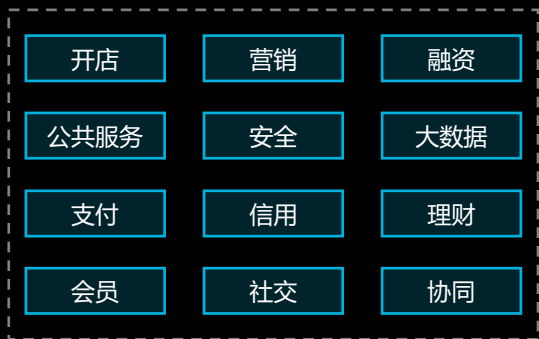 开店 营销 融资
公共服务 安全 大数据
支付 信用 理财
会员 社交 协同